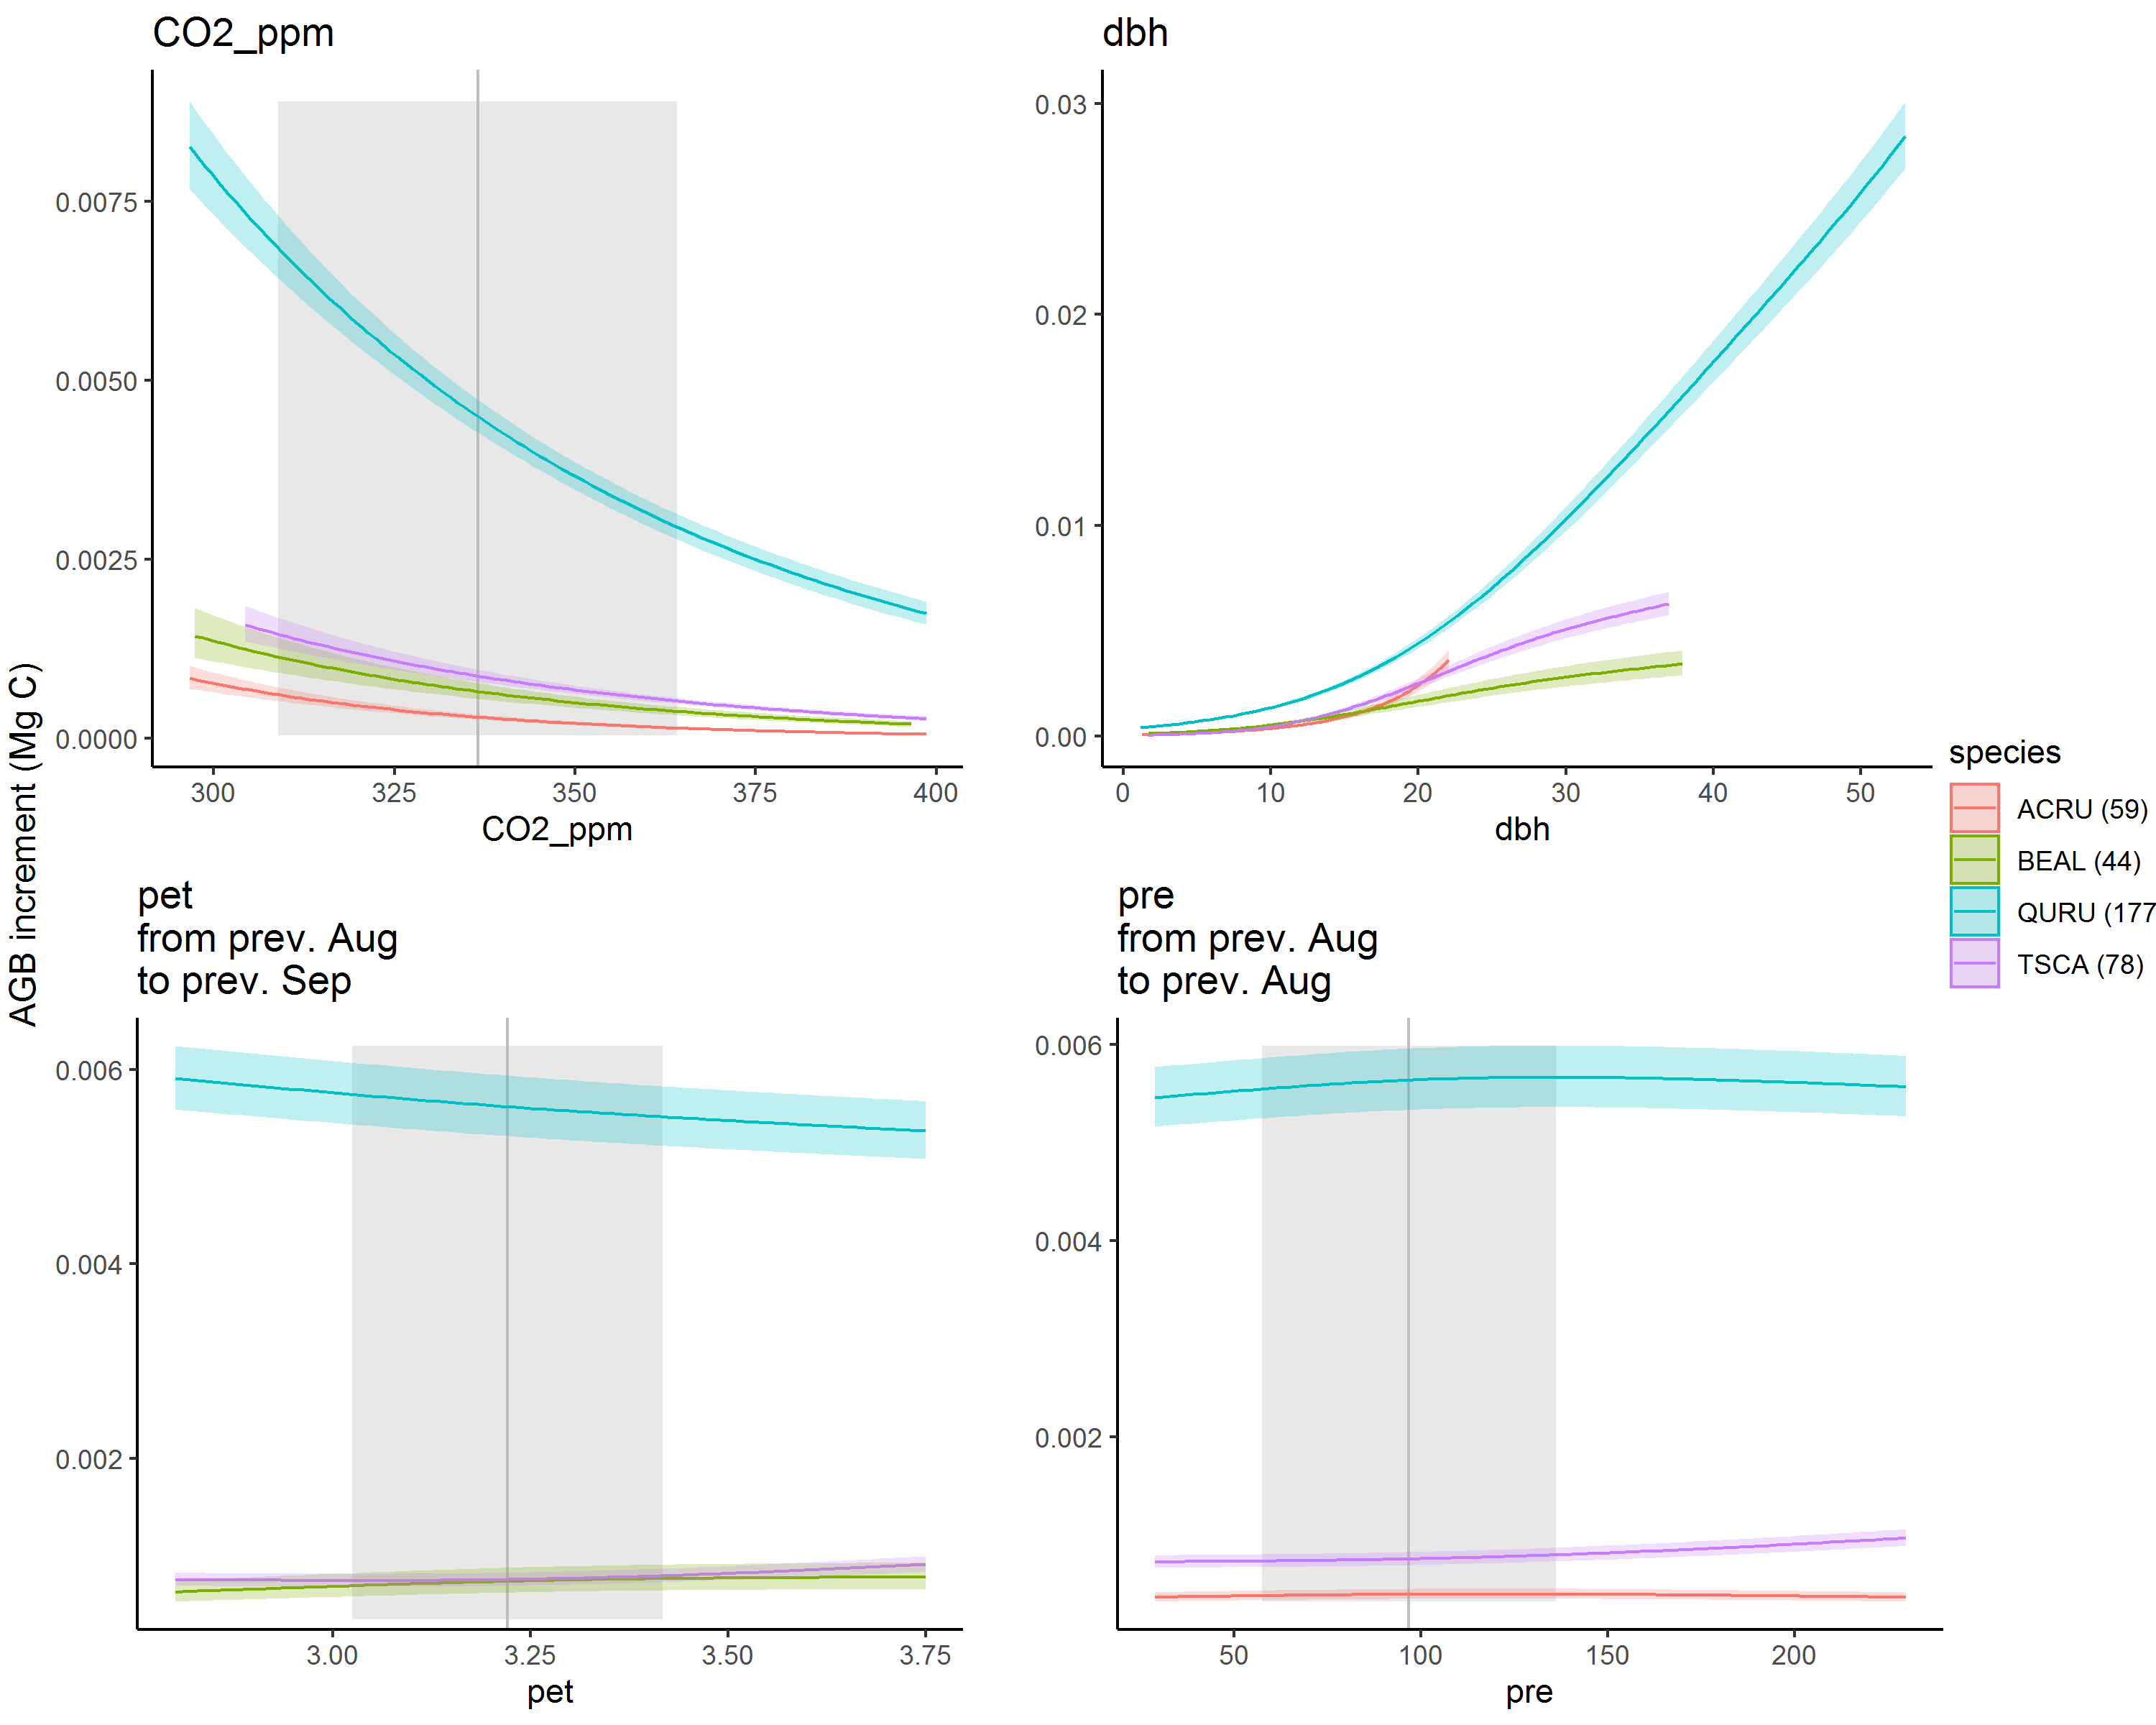 CO2_ppm
0.0075
0.0050
0.0025
0.0000
300 325 350 375 400
CO2_ppm
dbh
0.03
0.02
0.01
0.00
0 10 20 30 40 50
dbh
AGB increment (Mg C)
pet
from prev. Aug
to prev. Sep
0.006
0.004
0.002
3.00 3.25 3.50 3.75
pet
pre
from prev. Aug
to prev. Aug
0.006
0.004
0.002
50 100 150 200
pre
species
ACRU (59)
BEAL (44)
QURU (177
TSCA (78)